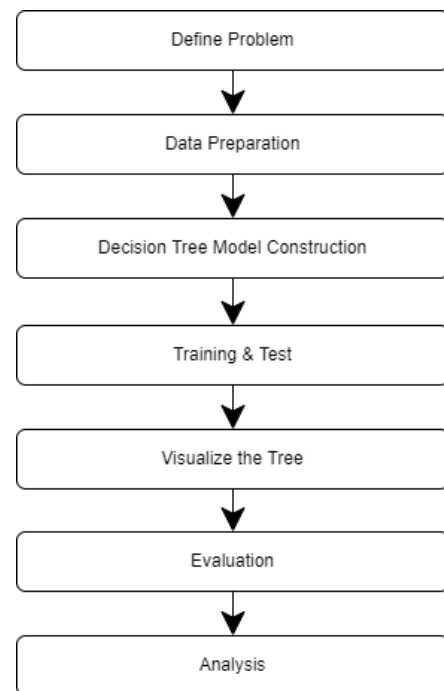 Define Problem
Data Preparation
Decision Tree Model Construction
Training & Test
Visualize the Tree
Evaluation
Analysis